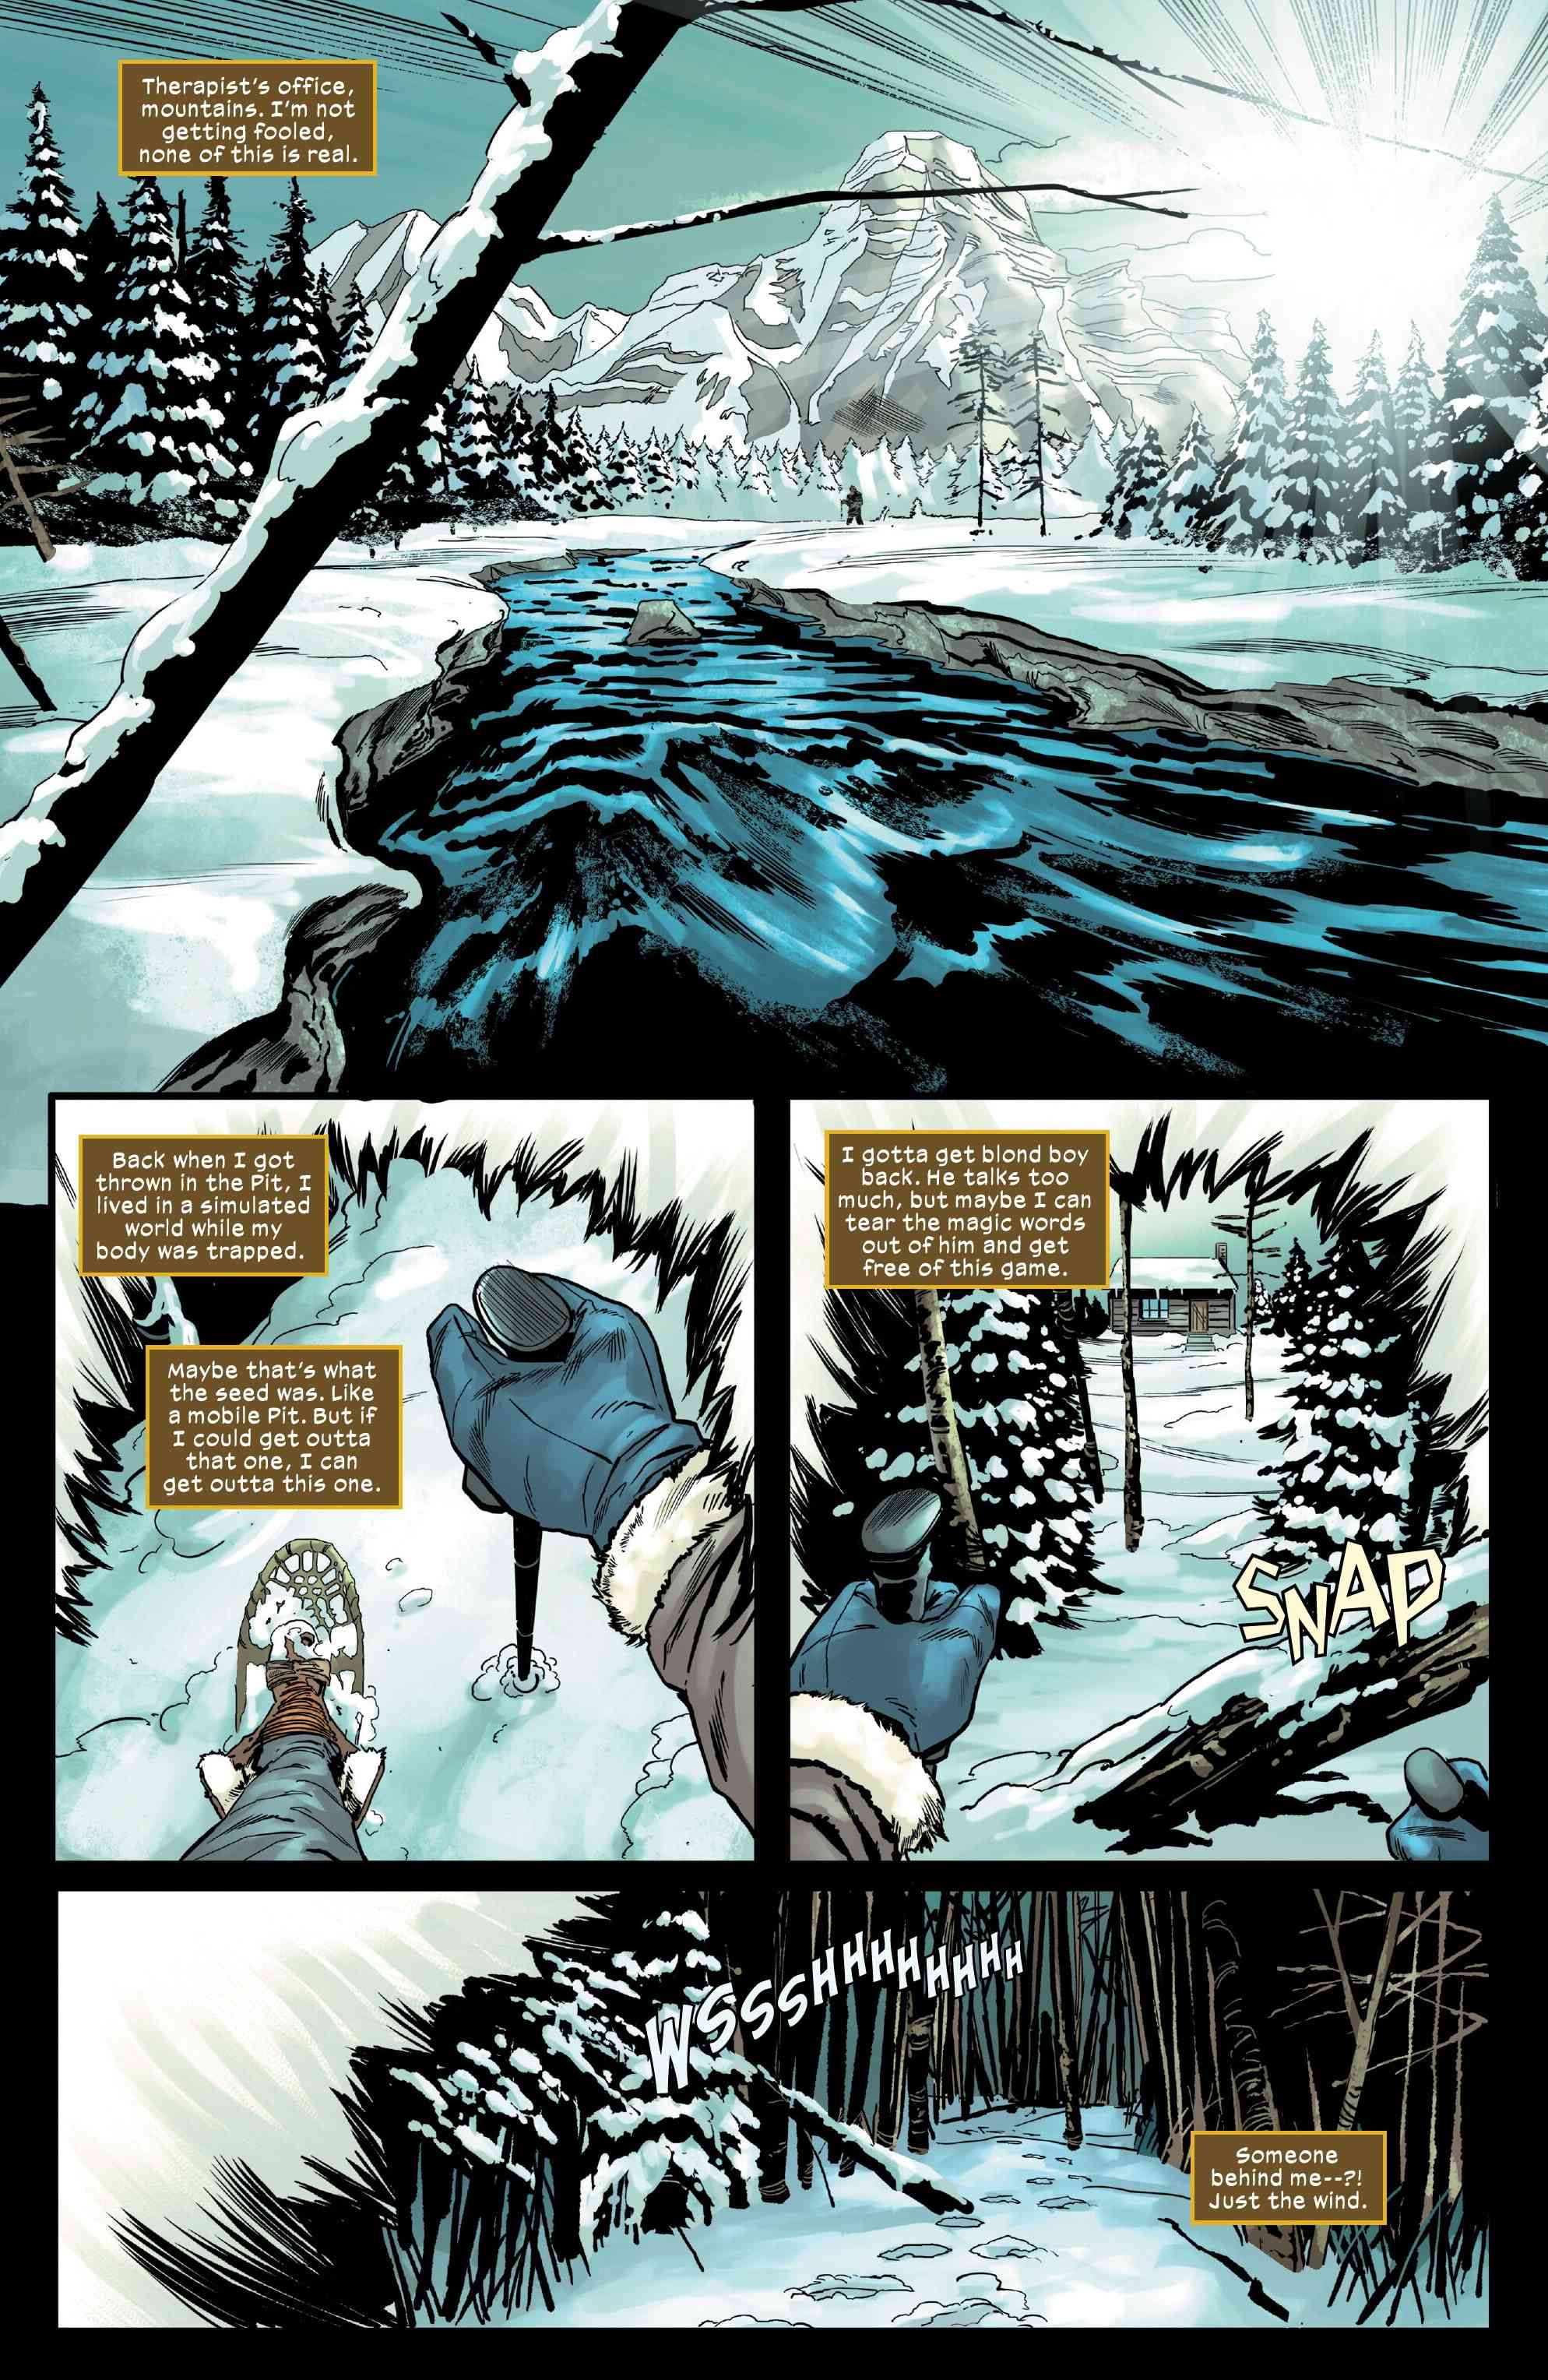 Therapist's office,
mountains. I'm not
getting fooled,
none of this is real.
Back when I got
thrown in the Pit, I
lived in a simulated
world while my
body was trapped.
Maybe that's what
the seed was. Like
a mobile Pit. But if
I could get outta
that one, I can
get outta this one.
I gotta get blond boy
back. He talks too
much, but maybe I can
tear the magic words
out of him and get
free of this game.
SNAP
WSSSSHHHHHHHHH
Someone
behind me--?!
Just the wind.